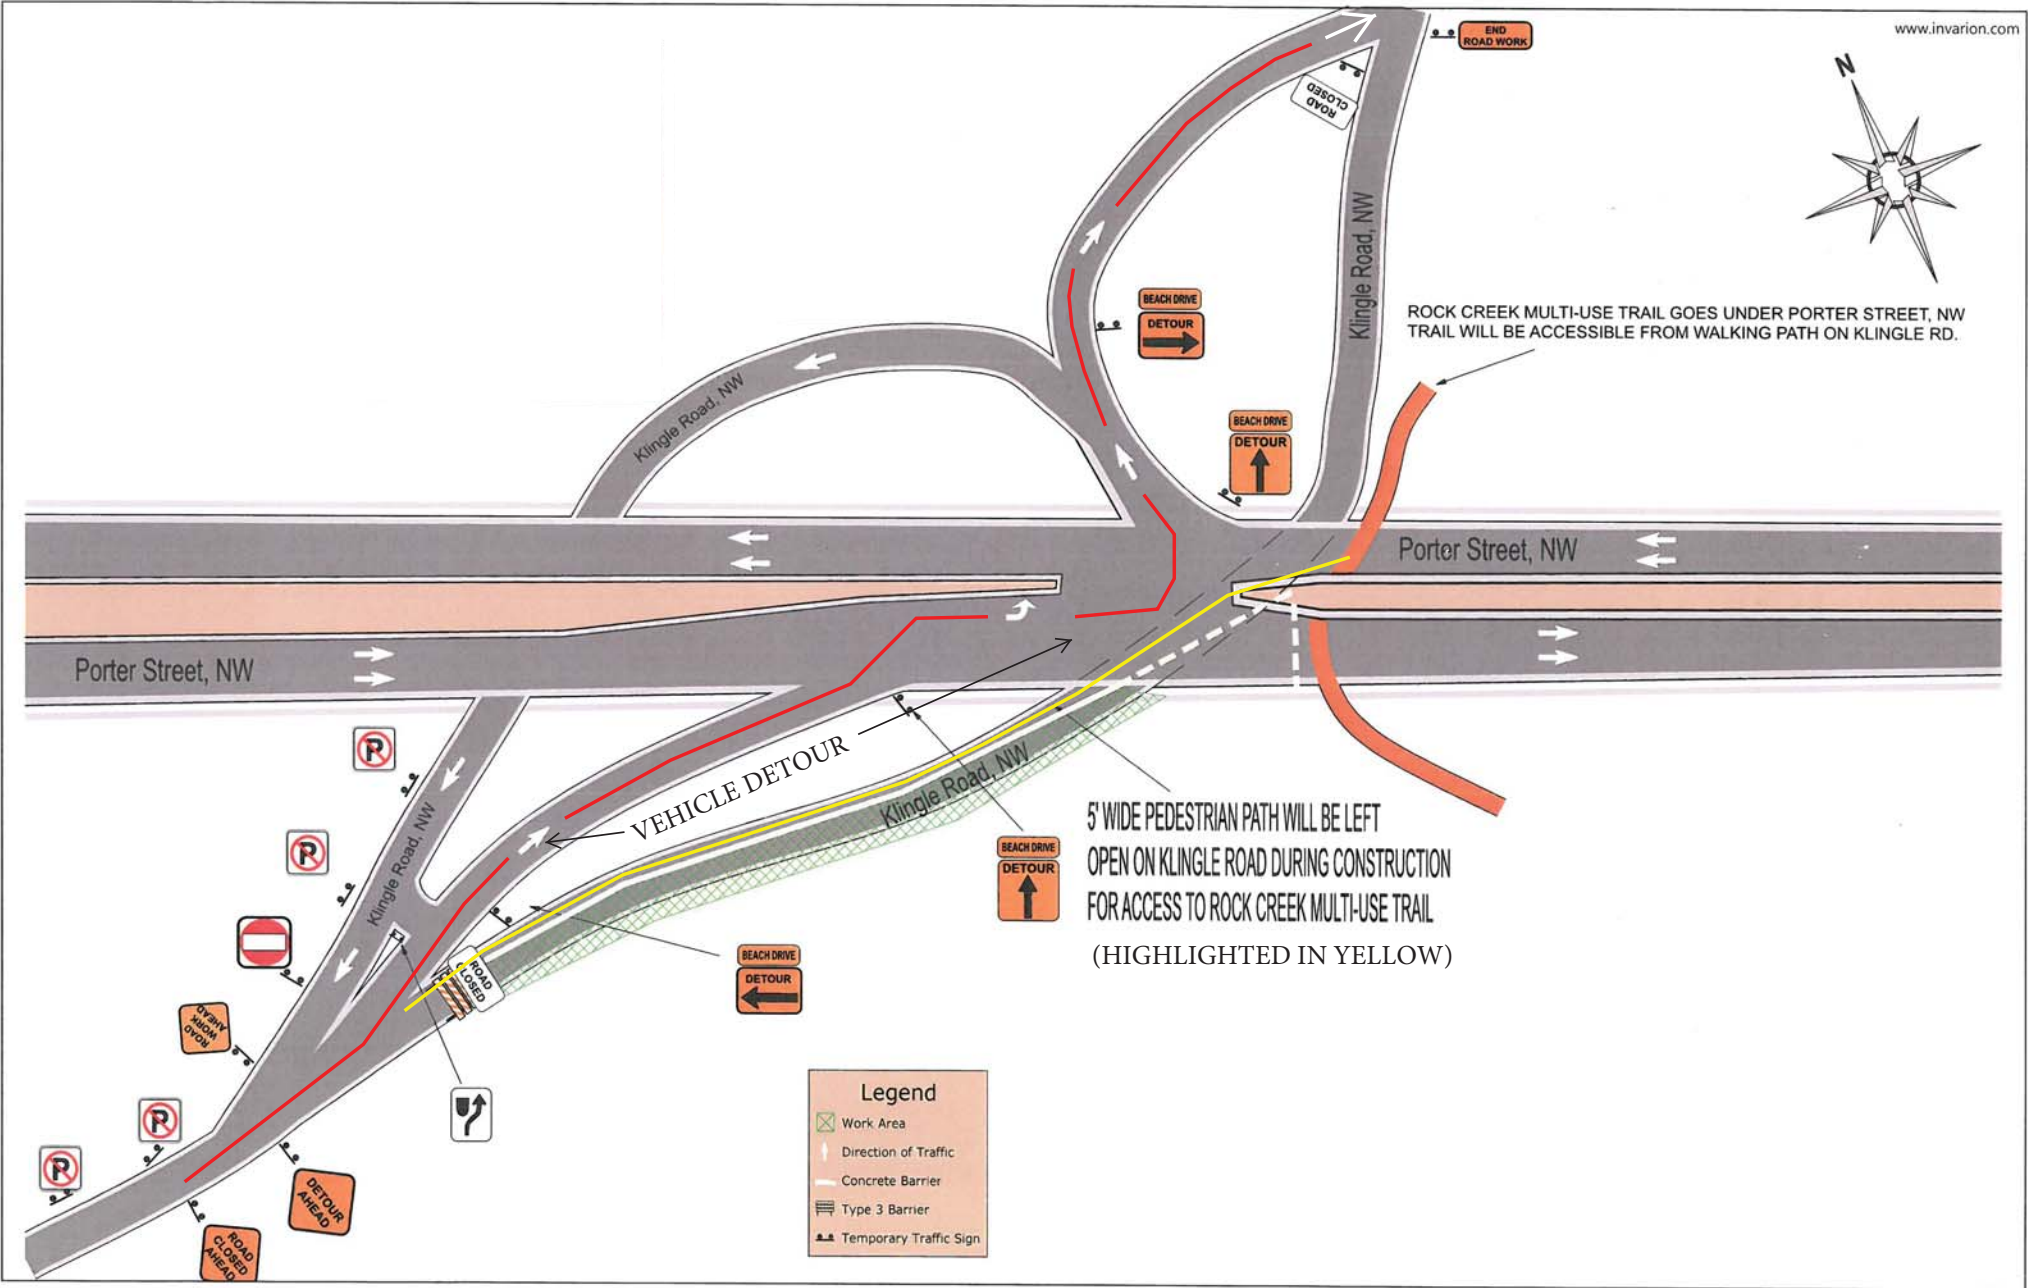 www.invarion.com
END
ROAD WORK
N
ROAD
CLOSED
Klingle Road, NW
BEACH DRIVE
DETOUR
ROCK CREEK MULTI-USE TRAIL GOES UNDER PORTER STREET, NW
TRAIL WILL BE ACCESSIBLE FROM WALKING PATH ON KLINGLE RD.
Klingle Road, NW
BEACH DRIVE
DETOUR
Porter Street, NW
Porter Street, NW
P
VEHICLE DETOUR
Klingle Road, NW
Klingle Road, NW
P
5' WIDE PEDESTRIAN PATH WILL BE LEFT
OPEN ON KLINGLE ROAD DURING CONSTRUCTION
FOR ACCESS TO ROCK CREEK MULTI-USE TRAIL
(HIGHLIGHTED IN YELLOW)
BEACH DRIVE
DETOUR
ROAD
CLOSED
BEACH DRIVE
DETOUR
ROAD
WORK
AHEAD
P
P
DETOUR
AHEAD
ROAD
CLOSED
AHEAD
Legend
Work Area
Direction of Traffic
Concrete Barrier
Type 3 Barrier
Temporary Traffic Sign